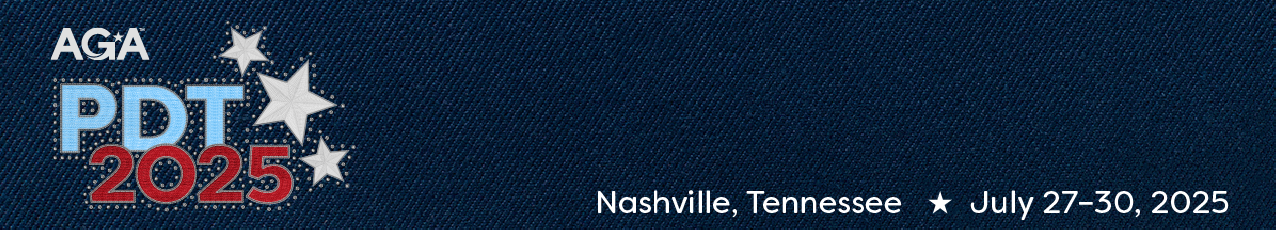 AGA
PDT
2025
Nashville, Tennessee ★ July 27–30, 2025